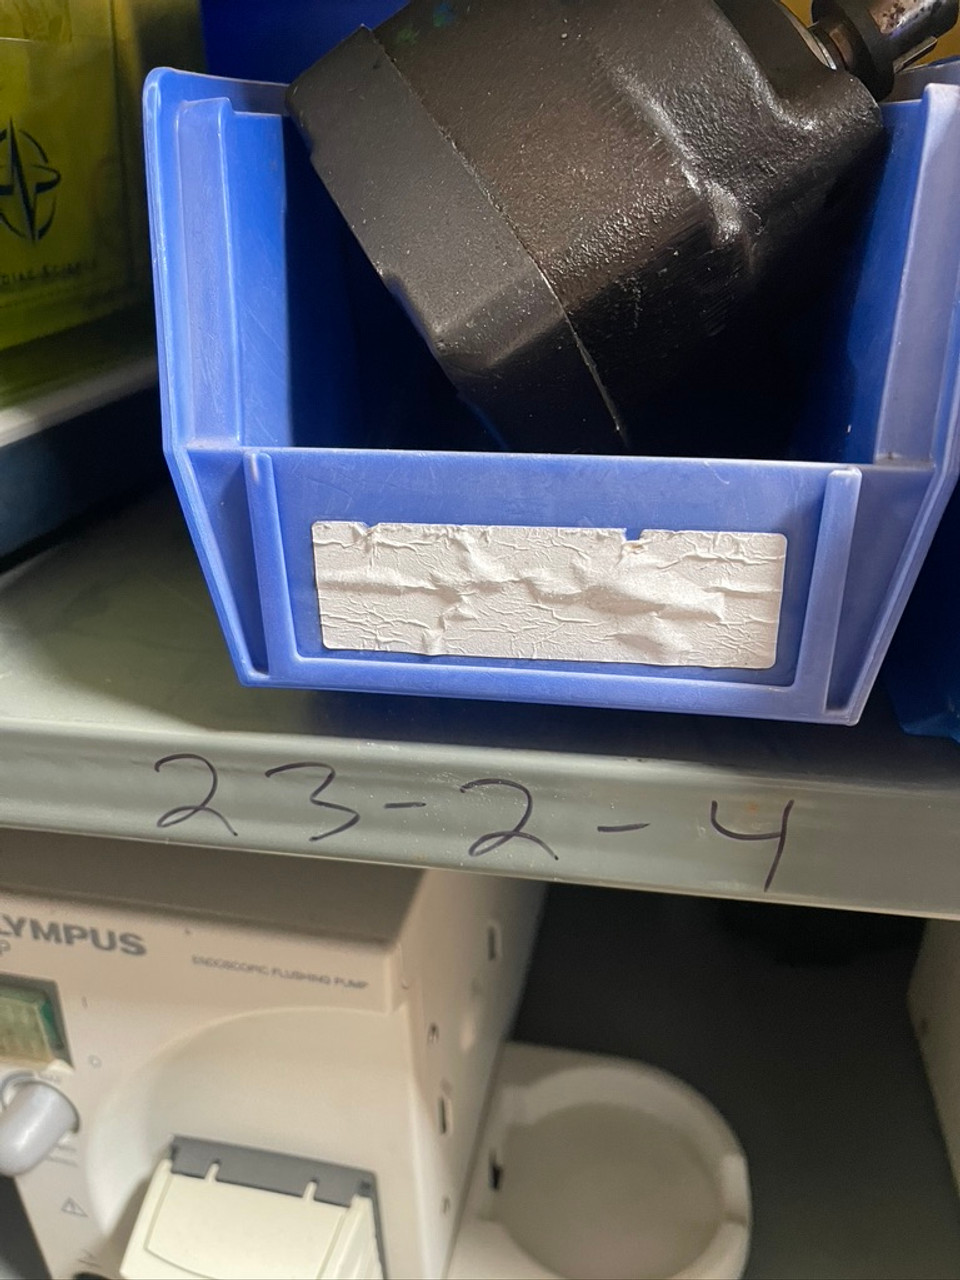 23-2-4
LYMPUS
ENDOSCOPIC FLUSHING PUMP